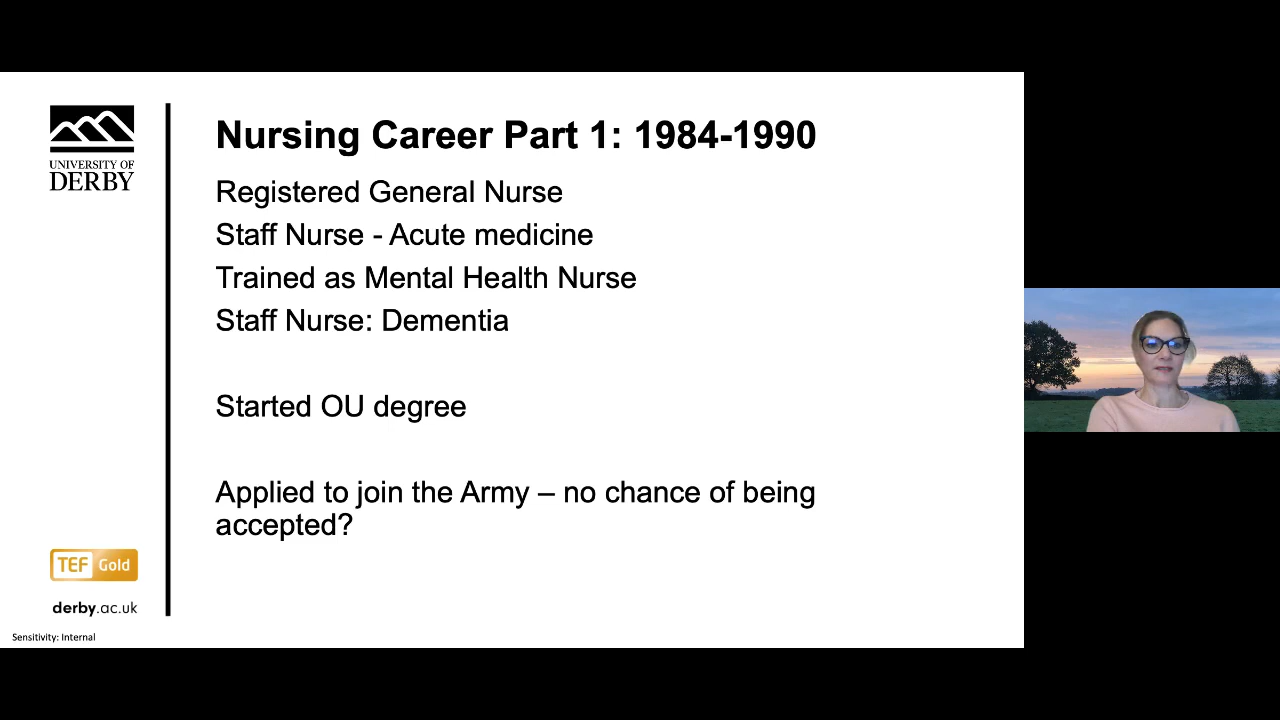 UNIVERSITY OF
DERBY
Nursing Career Part 1: 1984-1990
Registered General Nurse
Staff Nurse - Acute medicine
Trained as Mental Health Nurse
Staff Nurse: Dementia
Started OU degree
Applied to join the Army – no chance of being
accepted?
TEF Gold
derby.ac.uk
Sensitivity: Internal